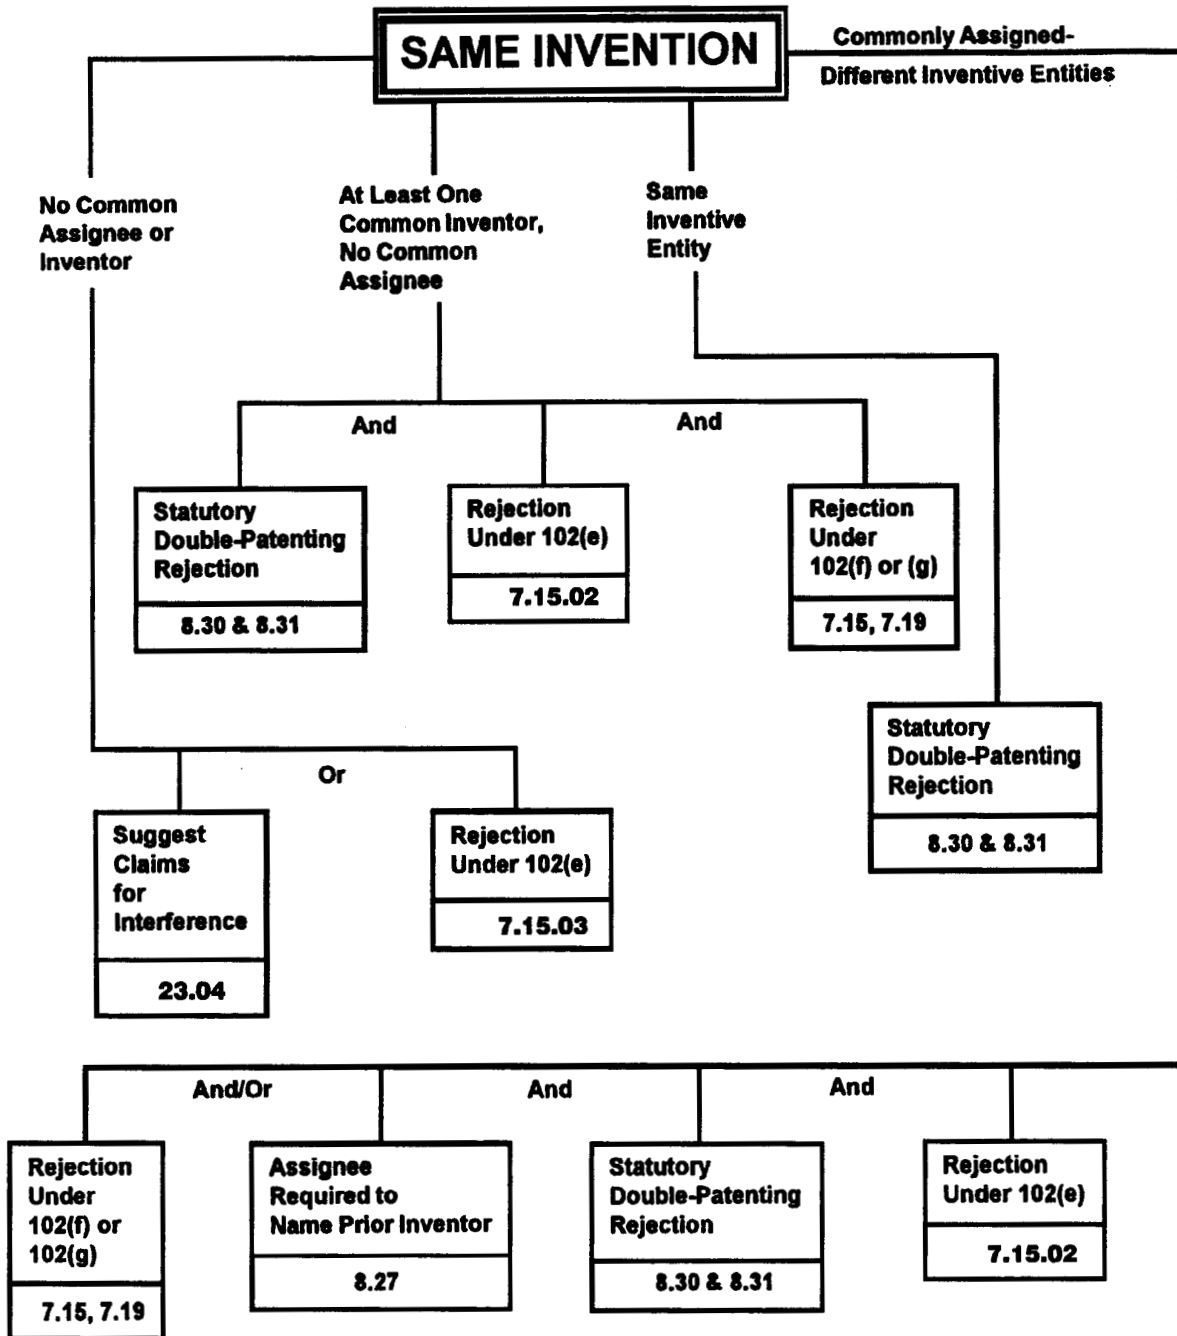 SAME INVENTION
Commonly Assigned-
Different Inventive Entities
No Common
Assignee or
Inventor
At Least One
Common Inventor,
No Common
Assignee
Same
Inventive
Entity
And
And
Statutory
Double-Patenting
Rejection
8.30 & 8.31
Rejection
Under 102(e)
7.15.02
Rejection
Under
102(f) or (g)
7.15, 7.19
Statutory
Double-Patenting
Rejection
8.30 & 8.31
Or
Suggest
Claims
for
Interference
23.04
Rejection
Under 102(e)
7.15.03
And/Or
And
And
Rejection
Under
102(f) or
102(g)
7.15, 7.19
Assignee
Required to
Name Prior Inventor
8.27
Statutory
Double-Patenting
Rejection
8.30 & 8.31
Rejection
Under 102(e)
7.15.02